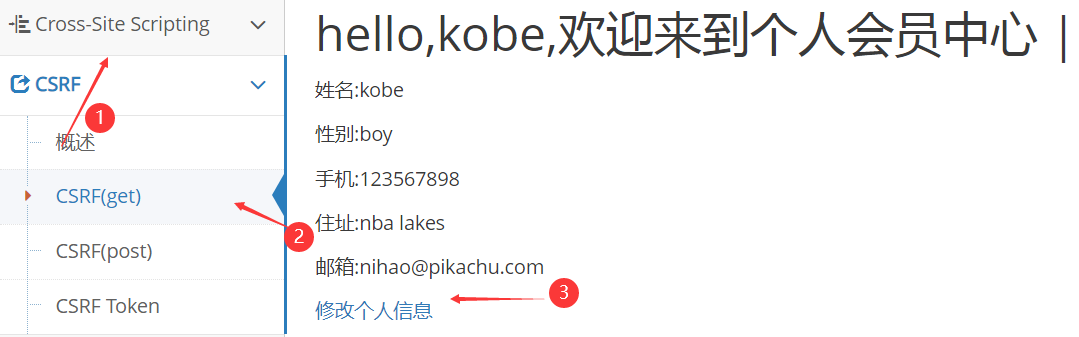 Cross-Site Scripting
CSRF
1
概述
CSRF(get)
2
CSRF(post)
CSRF Token
hello,kobe,欢迎来到个人会员中心 |
姓名:kobe
性别:boy
手机:123567898
住址:nba lakes
邮箱:nihao@pikachu.com
修改个人信息
3